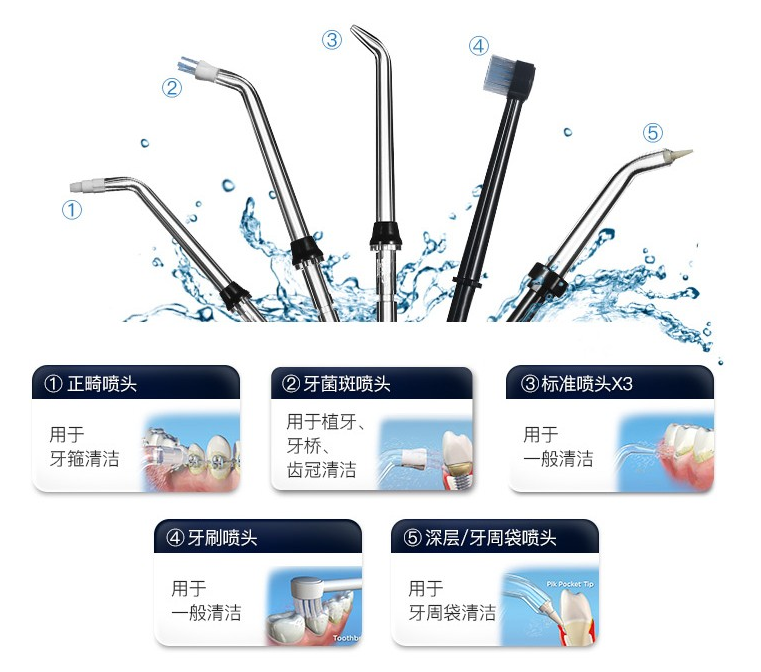 ③
④
②
⑤
①
① 正畸喷头
② 牙菌斑喷头
③ 标准喷头X3
用于
牙箍清洁
用于植牙、
牙桥、
齿冠清洁
用于
一般清洁
④ 牙刷喷头
⑤ 深层/牙周袋喷头
用于
一般清洁
用于
牙周袋清洁
Pik Pocket Tip